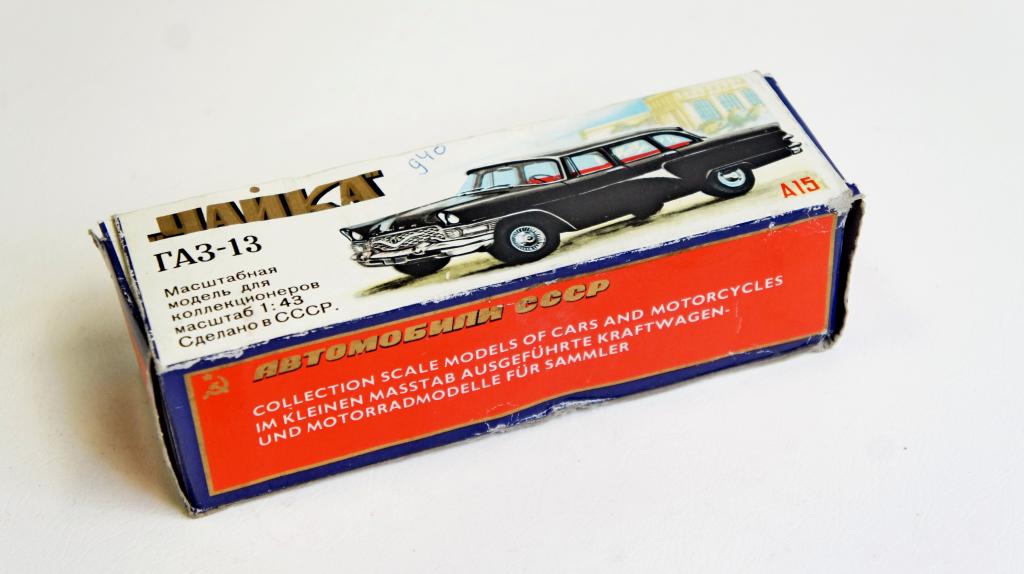 "ЧАЙКА"
ГАЗ-13
Масштабная
модель для
коллекционеров
масштаб 1:43
Сделано в СССР.
940
А15
АВТОМОБИЛИ СССР
COLLECTION SCALE MODELS OF CARS AND MOTORCYCLES
IM KLEINEN MASSTAB AUSGEFÜHRTE KRAFTWAGEN-
UND MOTORRADMODELLE FÜR SAMMLER